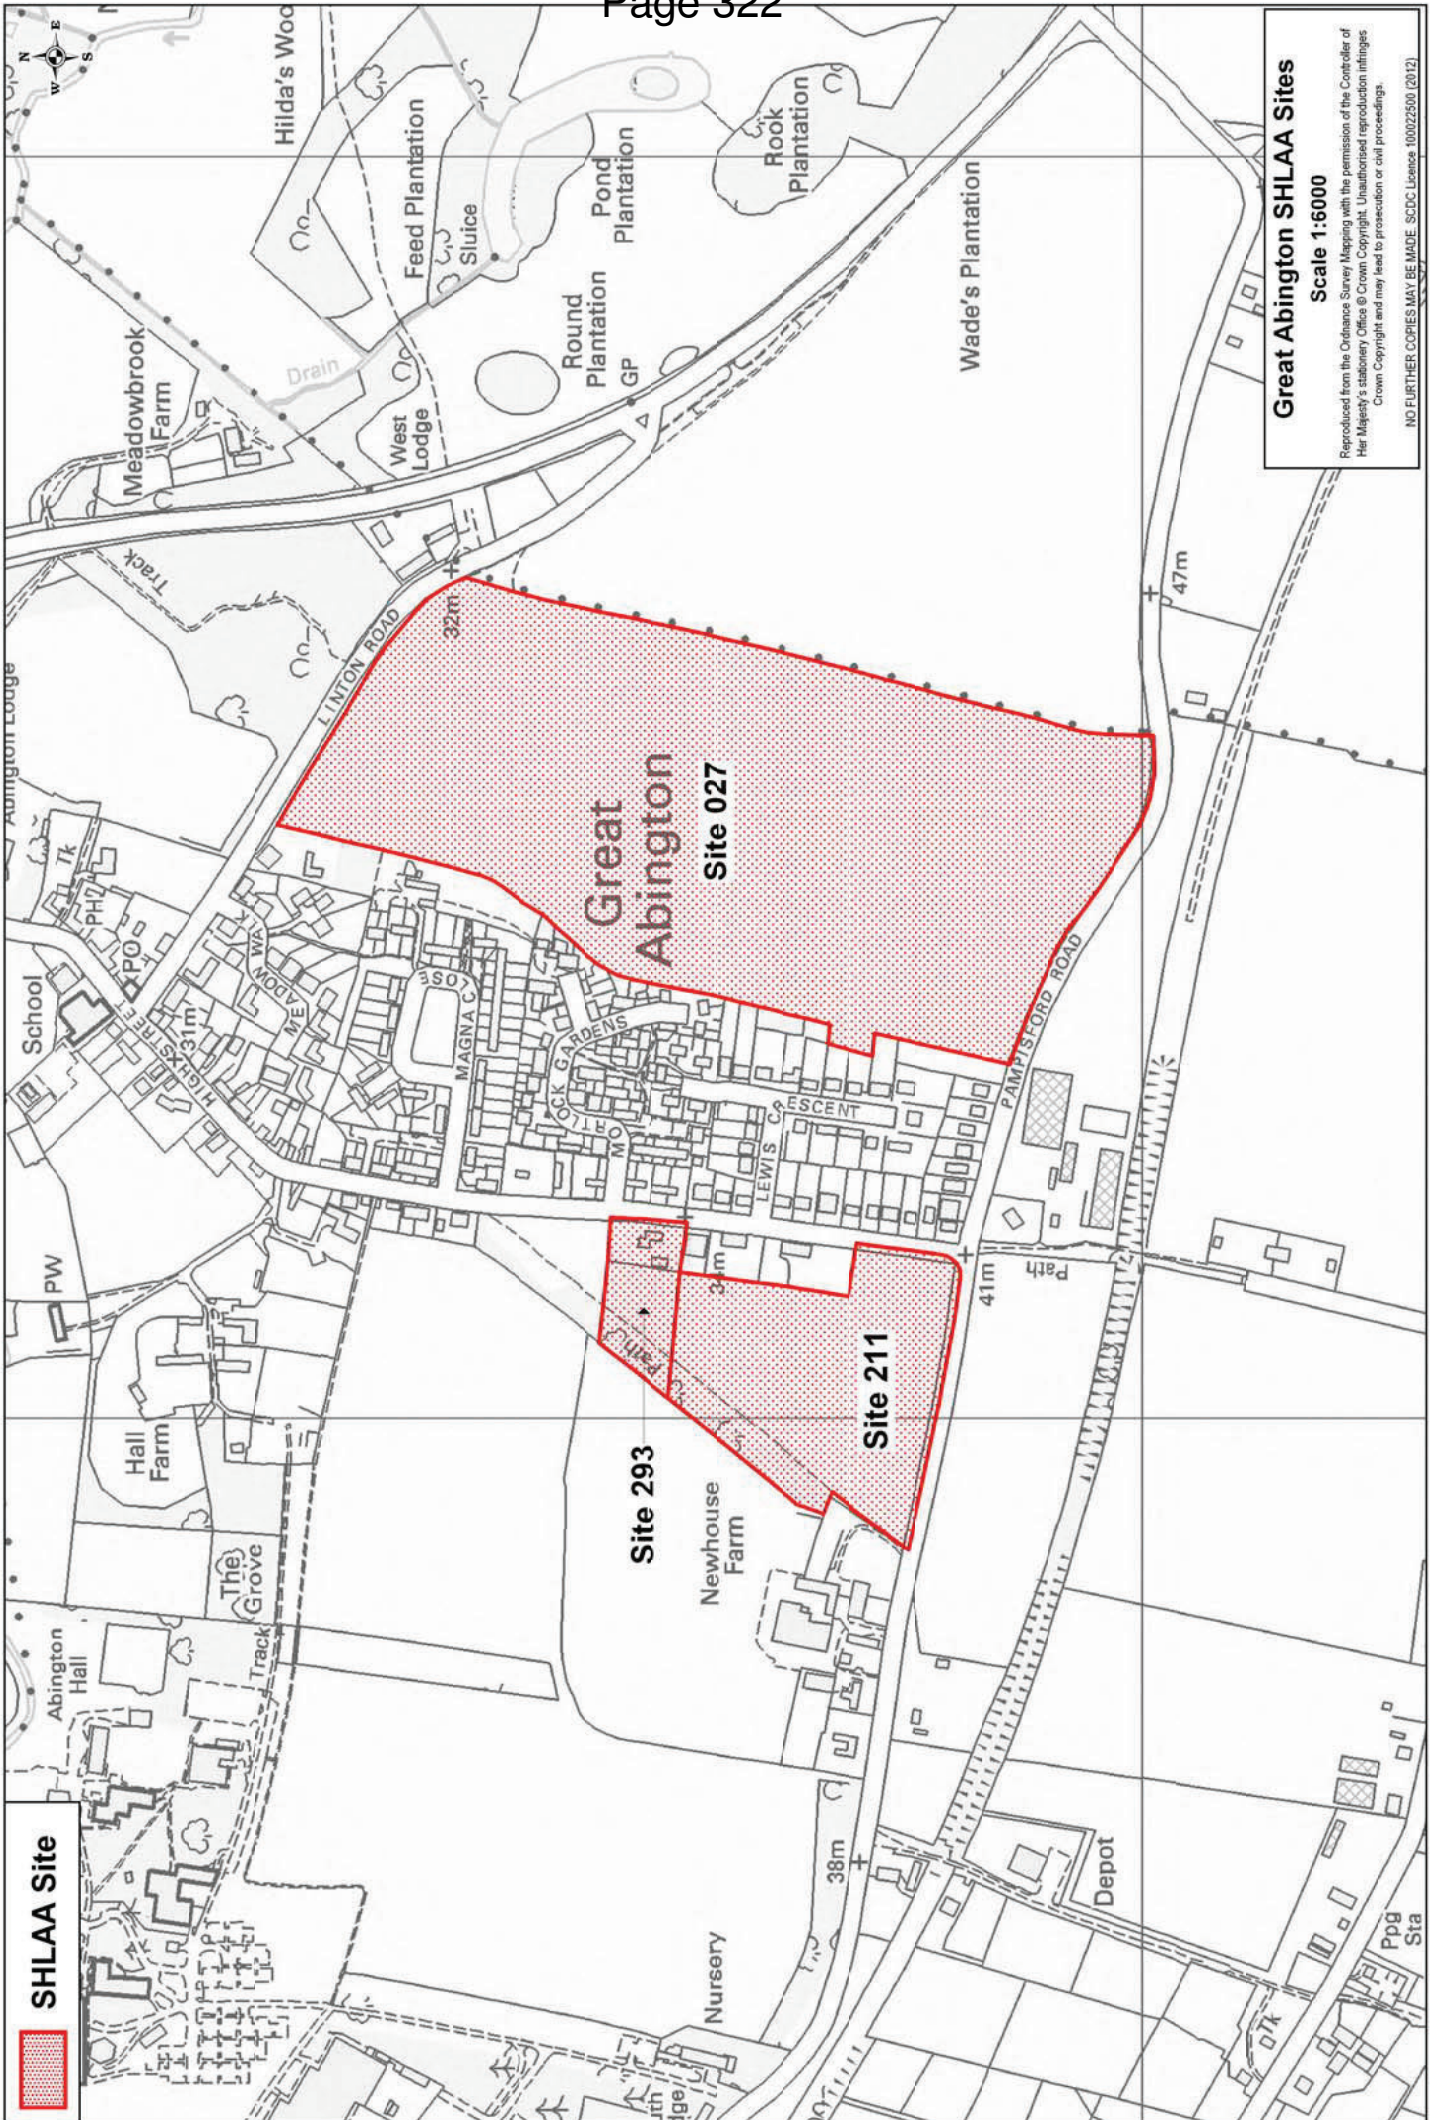 Page 322
SHLAA Site
N
E
S
W
Great Abington SHLAA Sites
Scale 1:6000
Reproduced from the Ordnance Survey Mapping with the permission of the Controller of
Her Majesty's stationery Office © Crown Copyright. Unauthorised reproduction infringes
Crown Copyright and may lead to prosecution or civil proceedings.
NO FURTHER COPIES MAY BE MADE. SCDC Licence 100022500 (2012)
Abington
Hall
The
Grove
Track
Hall
Farm
PW
School
PO
PH
Tk
Abington Lodge
HIGH STREET
31m
MEADOW WALK
MAGNA CLOSE
MORTLOCK GARDENS
LEWIS CRESCENT
LINTON ROAD
Track
32m
Meadowbrook
Farm
West
Lodge
Drain
Hilda's Woo
Feed Plantation
Sluice
Pond
Plantation
Round
Plantation
GP
Rook
Plantation
Wade's Plantation
Great
Abington
Site 027
Site 293
Path
34m
Site 211
41m
Path
PAMPISFORD ROAD
47m
Newhouse
Farm
Nursery
38m
Depot
Tk
Ppg
Sta